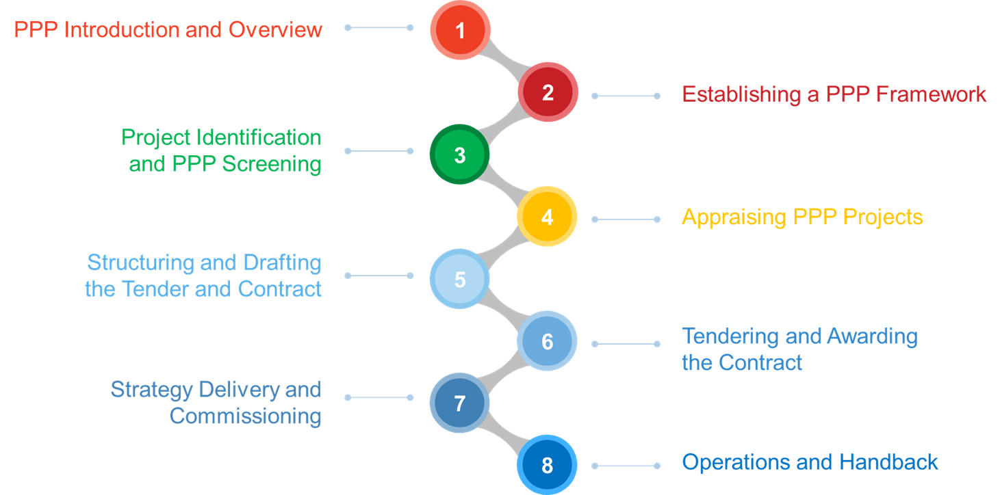 PPP Introduction and Overview
1
2
Establishing a PPP Framework
Project Identification
and PPP Screening
3
4
Appraising PPP Projects
Structuring and Drafting
the Tender and Contract
5
6
Tendering and Awarding
the Contract
Strategy Delivery and
Commissioning
7
8
Operations and Handback